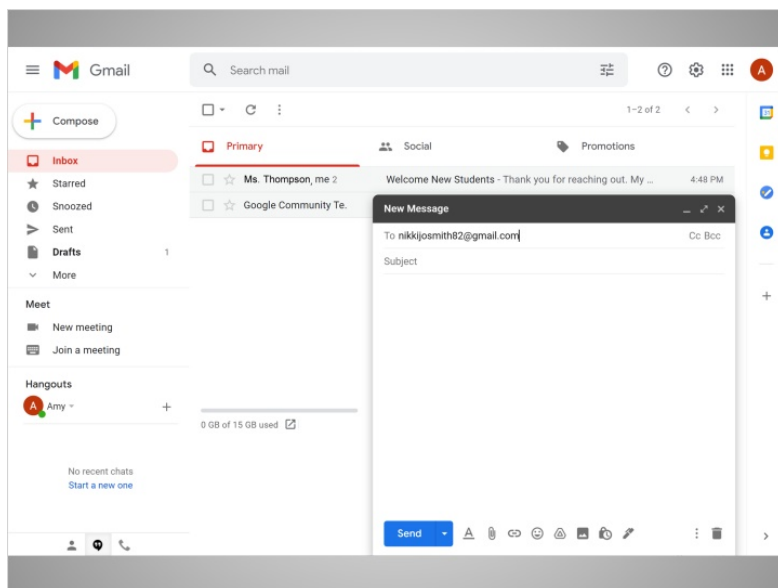 Gmail
Search mail
A
Compose
1–2 of 2
31
Primary
Social
Promotions
Inbox
Starred
Snoozed
Sent
Drafts 1
More
Ms. Thompson, me 2 Welcome New Students - Thank you for reaching out. My ... 4:48 PM
Google Community Te.
New Message
To nikkijosmith82@gmail.com Cc Bcc
Subject
Meet
New meeting
Join a meeting
Hangouts
A Amy
0 GB of 15 GB used
No recent chats
Start a new one
Send